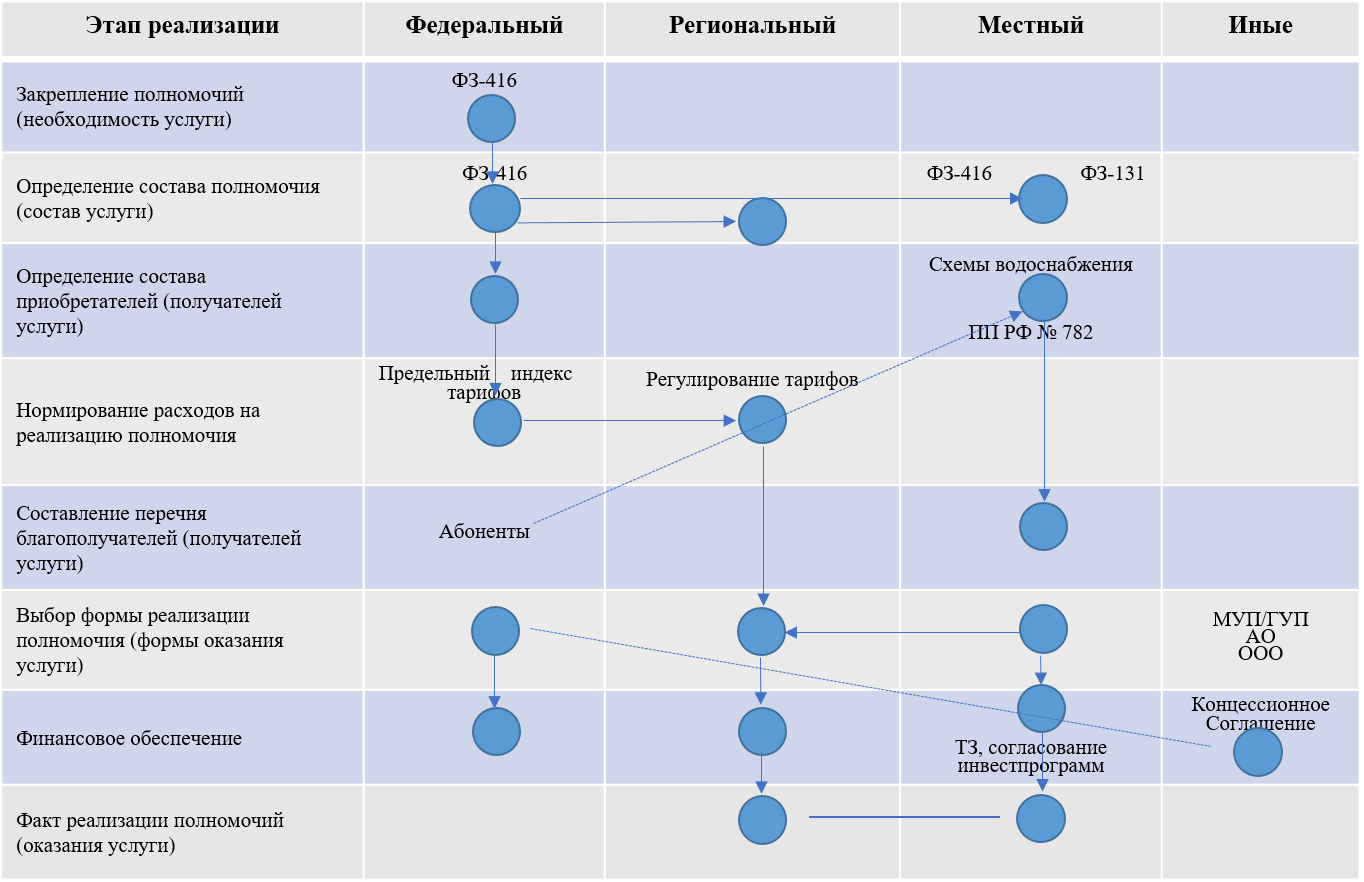 Этап реализации
Федеральный
Региональный
Местный
Иные
Закрепление полномочий
(необходимость услуги)
ФЗ-416
Определение состава полномочия
(состав услуги)
ФЗ-416
ФЗ-416
ФЗ-131
Определение состава
приобретателей (получателей
услуги)
Схемы водоснабжения
ПП РФ № 782
Нормирование расходов на
реализацию полномочия
Предельный индекс
тарифов
Регулирование тарифов
Составление перечня
благополучателей (получателей
услуги)
Абоненты
Выбор формы реализации
полномочия (формы оказания
услуги)
МУП/ГУП
АО
ООО
Финансовое обеспечение
ТЗ, согласование
инвестпрограмм
Концессионное
Соглашение
Факт реализации полномочий
(оказания услуги)